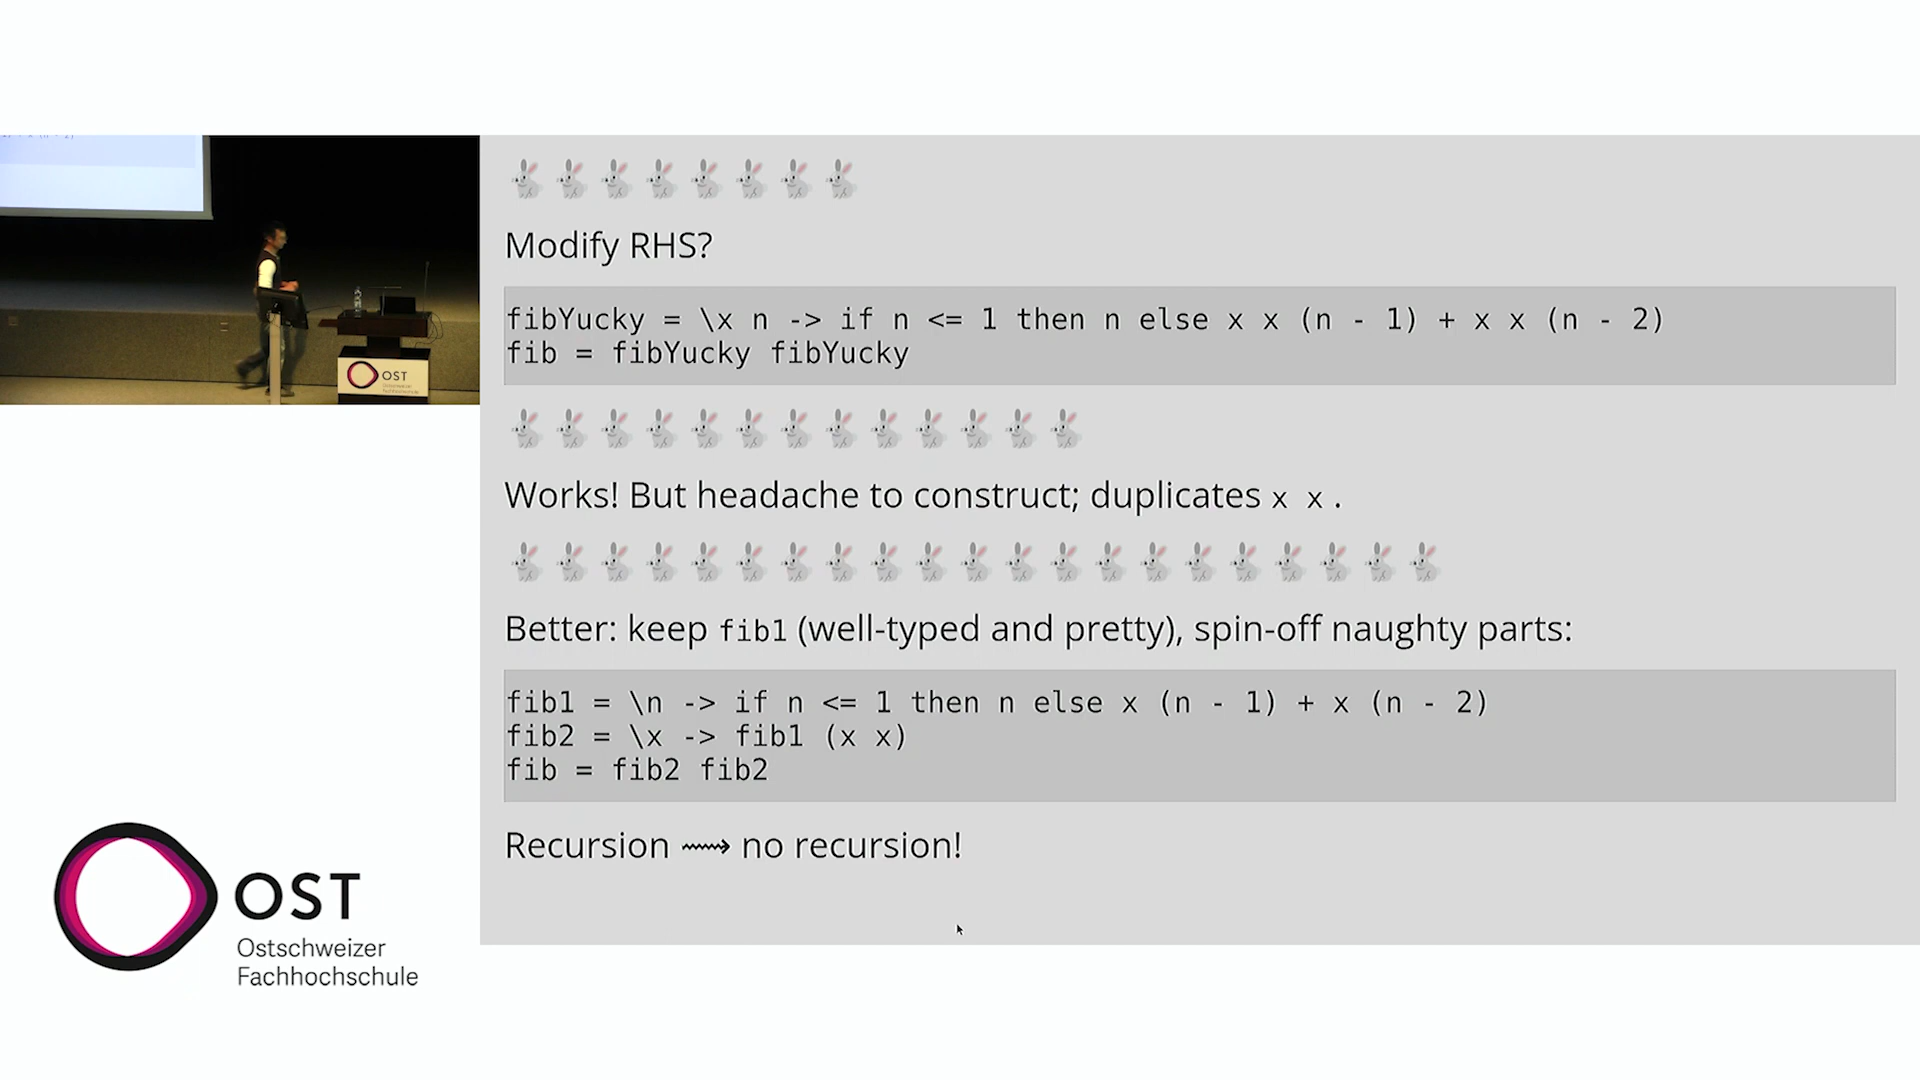 Modify RHS?
fibYucky = \x n -> if n <= 1 then n else x x (n - 1) + x x (n - 2)
fib = fibYucky fibYucky
Works! But headache to construct; duplicates x x .
Better: keep fib1 (well-typed and pretty), spin-off naughty parts:
fib1 = \n -> if n <= 1 then n else x (n - 1) + x (n - 2)
fib2 = \x -> fib1 (x x)
fib = fib2 fib2
Recursion ⟿ no recursion!
OST
OST
Ostschweizer
Fachhochschule